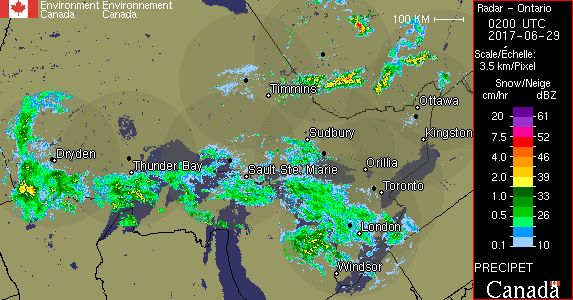 Environment Environnement
Canada Canada
100 KM
Timmins
Ottawa
Sudbury
Kingston
Dryden
Thunder Bay
Sault Ste. Marie
Orillia
Toronto
London
Windsor
Radar - Ontario
0200 UTC
2017-06-29
Scale/Échelle:
3.5 km/Pixel
Snow/Neige
cm/hr dBZ
20 61
7.5 52
4.0 46
2.0 39
1.0 33
0.5 26
0.1 10
PRECIPET
Canada